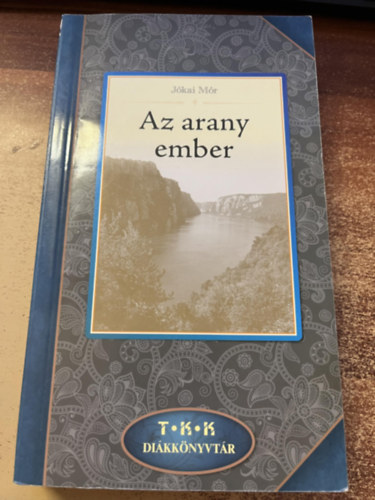 Jókai Mór
Az arany
ember
T•K•K
DIÁKKÖNYVTÁR